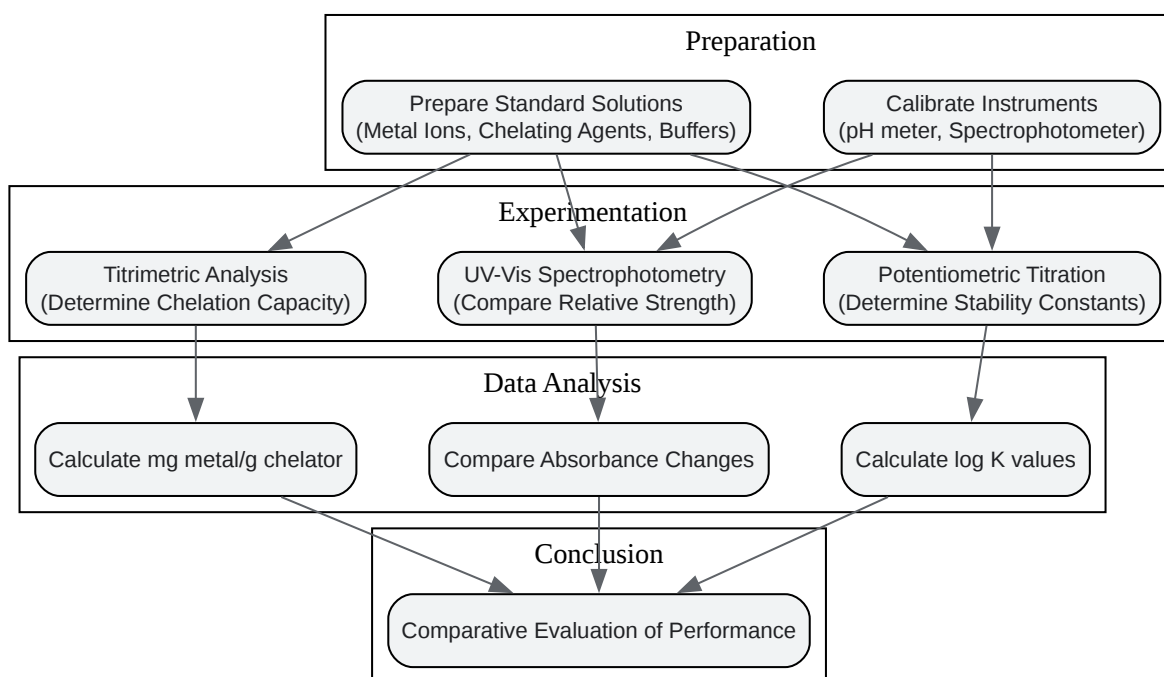 Preparation
Prepare Standard Solutions
(Metal Ions, Chelating Agents, Buffers)
Calibrate Instruments
(pH meter, Spectrophotometer)
Experimentation
Titrimetric Analysis
(Determine Chelation Capacity)
UV-Vis Spectrophotometry
(Compare Relative Strength)
Potentiometric Titration
(Determine Stability Constants)
Data Analysis
Calculate mg metal/g chelator
Compare Absorbance Changes
Calculate log K values
Conclusion
Comparative Evaluation of Performance